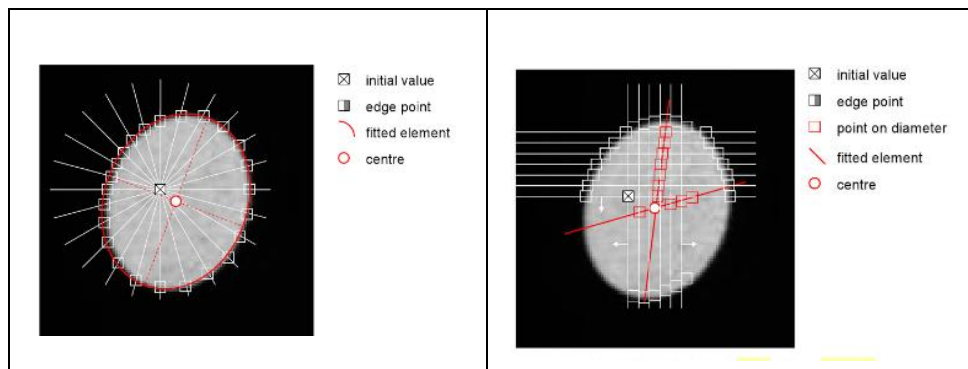 initial value
edge point
fitted element
centre
initial value
edge point
point on diameter
fitted element
centre